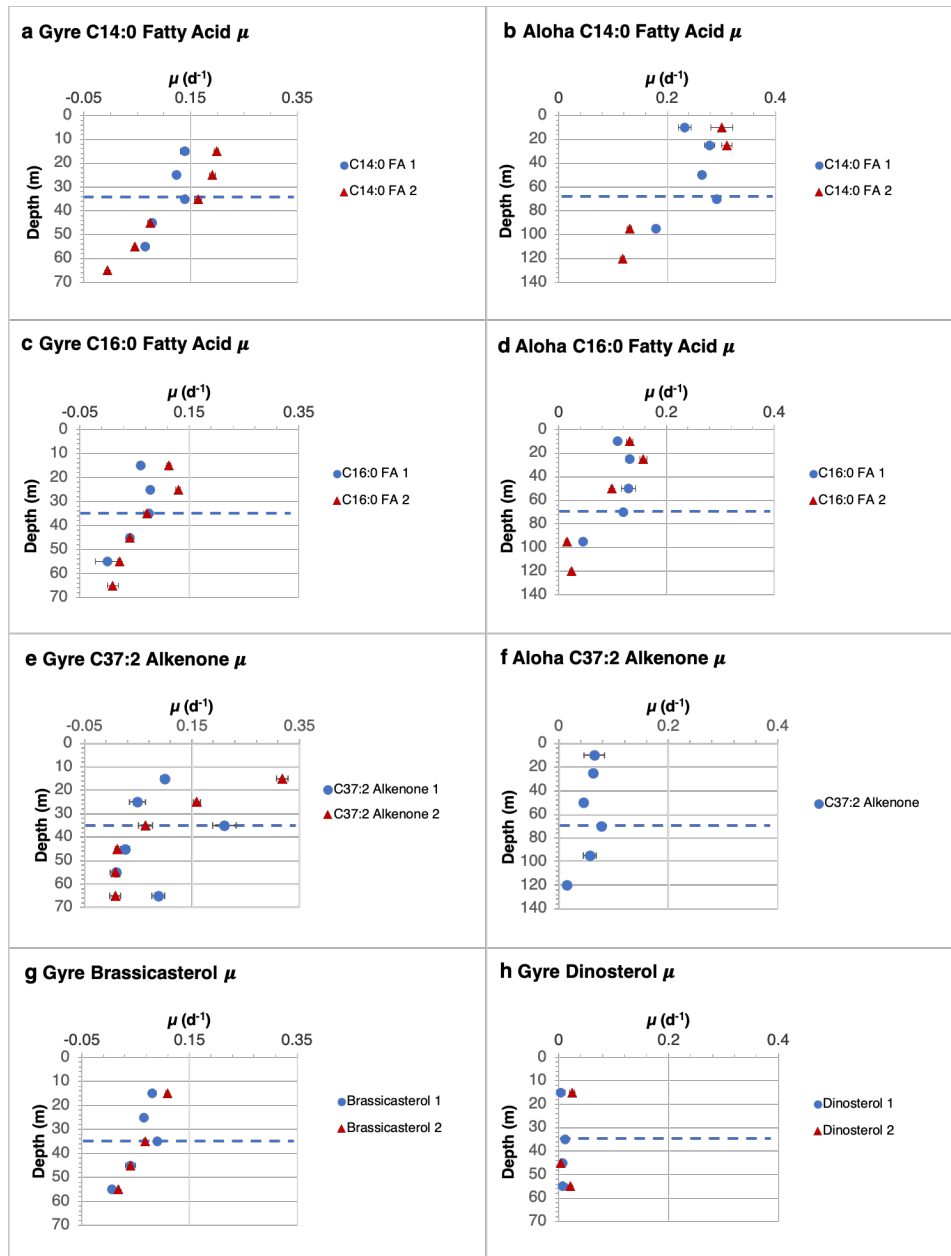 a Gyre C14:0 Fatty Acid μ
μ (d-1)
-0.05 0.15 0.35
0
10
20
30
40
50
60
70
Depth (m)
C14:0 FA 1
C14:0 FA 2
b Aloha C14:0 Fatty Acid μ
μ (d-1)
0 0.2 0.4
0
20
40
60
80
100
120
140
Depth (m)
C14:0 FA 1
C14:0 FA 2
c Gyre C16:0 Fatty Acid μ
μ (d-1)
-0.05 0.15 0.35
0
10
20
30
40
50
60
70
Depth (m)
C16:0 FA 1
C16:0 FA 2
d Aloha C16:0 Fatty Acid μ
μ (d-1)
0 0.2 0.4
0
20
40
60
80
100
120
140
Depth (m)
C16:0 FA 1
C16:0 FA 2
e Gyre C37:2 Alkenone μ
μ (d-1)
-0.05 0.15 0.35
0
10
20
30
40
50
60
70
Depth (m)
C37:2 Alkenone 1
C37:2 Alkenone 2
f Aloha C37:2 Alkenone μ
μ (d-1)
0 0.2 0.4
0
20
40
60
80
100
120
140
Depth (m)
C37:2 Alkenone
g Gyre Brassicasterol μ
μ (d-1)
-0.05 0.15 0.35
0
10
20
30
40
50
60
70
Depth (m)
Brassicasterol 1
Brassicasterol 2
h Gyre Dinosterol μ
μ (d-1)
0 0.2 0.4
0
10
20
30
40
50
60
70
Depth (m)
Dinosterol 1
Dinosterol 2